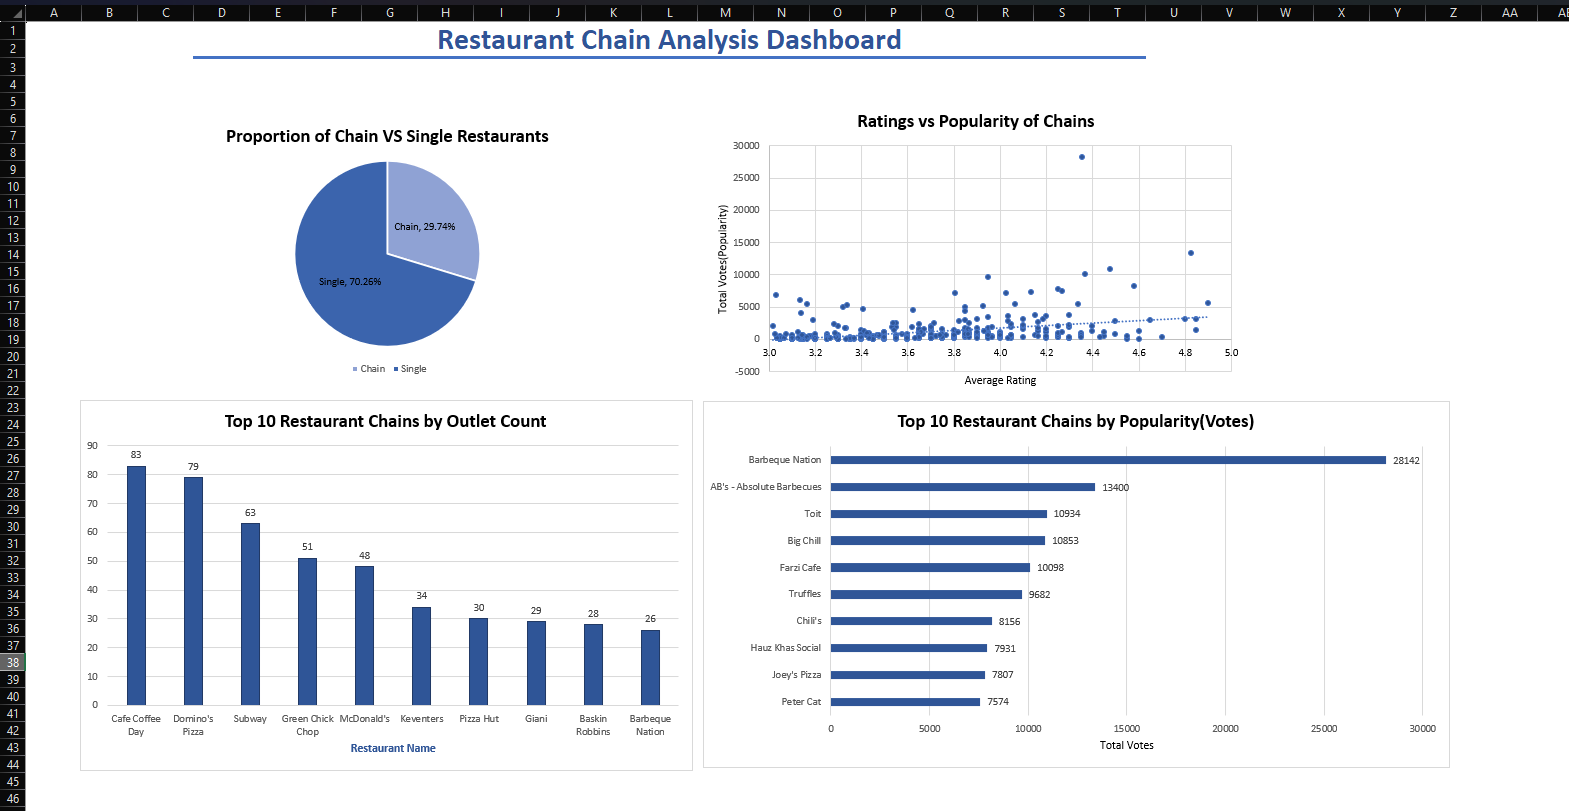 A B C D E F G H I J K L M N O P Q R S T U V W X Y Z AA
1
2
3
4
5
6
7
8
9
10
11
12
13
14
15
16
17
18
19
20
21
22
23
24
25
26
27
28
29
30
31
32
33
34
35
36
37
38
39
40
41
42
43
44
45
46
Restaurant Chain Analysis Dashboard
Proportion of Chain VS Single Restaurants
Chain, 29.74%
Single, 70.26%
Chain Single
Ratings vs Popularity of Chains
Total Votes(Popularity)
30000
25000
20000
15000
10000
5000
0
-5000
3.0 3.2 3.4 3.6 3.8 4.0 4.2 4.4 4.6 4.8 5.0
Average Rating
Top 10 Restaurant Chains by Outlet Count
90
80
70
60
50
40
30
20
10
0
83 79 63 51 48 34 30 29 28 26
Cafe Coffee Domino's Subway Green Chick McDonald's Keventers Pizza Hut Giani Baskin Barbeque
Day Pizza Chop Robbins Nation
Restaurant Name
Top 10 Restaurant Chains by Popularity(Votes)
Barbeque Nation 28142
AB's - Absolute Barbecues 13400
Toit 10934
Big Chill 10853
Farzi Cafe 10098
Truffles 9682
Chili's 8156
Hauz Khas Social 7931
Joey's Pizza 7807
Peter Cat 7574
0 5000 10000 15000 20000 25000 30000
Total Votes